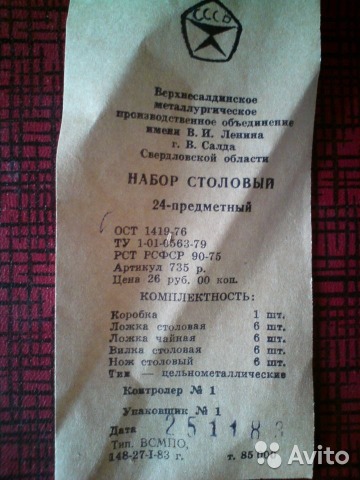 СССР
Верхнесалдинское
металлургическое
производственное объединение
имени В. И. Ленина
г. В. Салда
Свердловской области
НАБОР СТОЛОВЫЙ
24-предметный
ОСТ 1419-76
ТУ 1-01-0563-79
РСТ РСФСР 90-75
Артикул 735 р.
Цена 26 руб. 00 коп.
КОМПЛЕКТНОСТЬ:
Коробка 1 шт.
Ложка столовая 6 шт.
Ложка чайная 6 шт.
Вилка столовая 6 шт.
Нож столовый 6 шт.
Тип — цельнометаллические
Контролер № 1
Упаковщик № 1
Дата 251183
Тип. ВСМПО,
148-27-I-83 г. т. 85 000
Avito